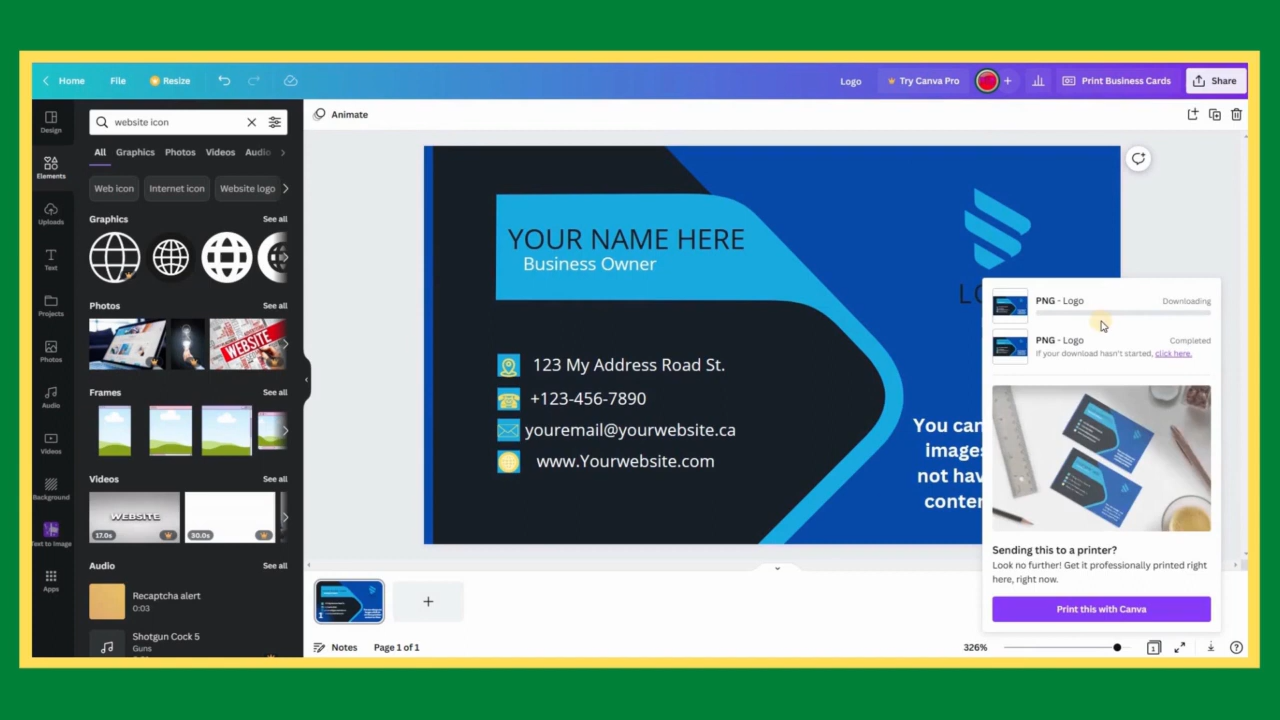 Home File Resize Logo Try Canva Pro + Print Business Cards Share
Design
Elements
Uploads
Text
Projects
Photos
Audio
Videos
Background
Text to Image
Apps
website icon
All Graphics Photos Videos Audio
Web icon Internet icon Website logo
Graphics See all
Photos See all
WEBSITE
Frames See all
Videos See all
WEBSITE
17.0s 30.0s
Audio See all
Recaptcha alert
0:03
Shotgun Cock 5
Guns
Animate
YOUR NAME HERE
Business Owner
123 My Address Road St.
+123-456-7890
youremail@yourwebsite.ca
www.Yourwebsite.com
You can
images
not hav
conten
PNG - Logo Downloading
PNG - Logo Completed
If your download hasn't started, click here.
Sending this to a printer?
Look no further! Get it professionally printed right
here, right now.
Print this with Canva
1
+
Notes Page 1 of 1 326% 1 ?